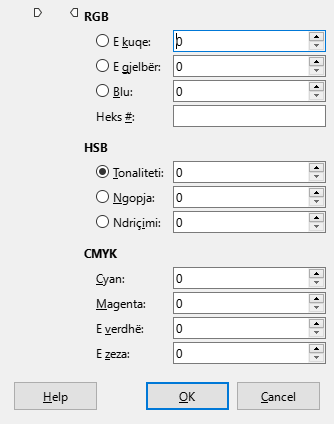 RGB
E kuqe: 0
E gjelbër: 0
Blu: 0
Heks #:
HSB
Tonaliteti: 0
Ngopja: 0
Ndriçimi: 0
CMYK
Cyan: 0
Magenta: 0
E verdhë: 0
E zeza: 0
Help OK Cancel